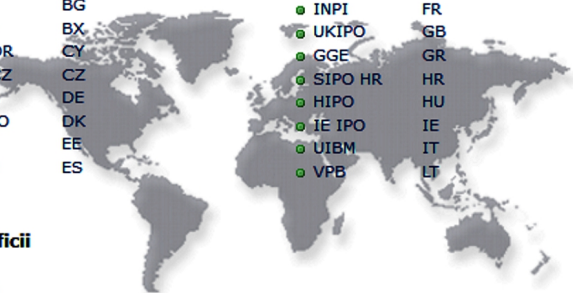 BG
BX
CY
CZ
DE
DK
EE
ES
INPI FR
UKIPO GB
GGE GR
SIPO HR HR
HIPO HU
IE IPO IE
UIBM IT
VPB LT
ficii